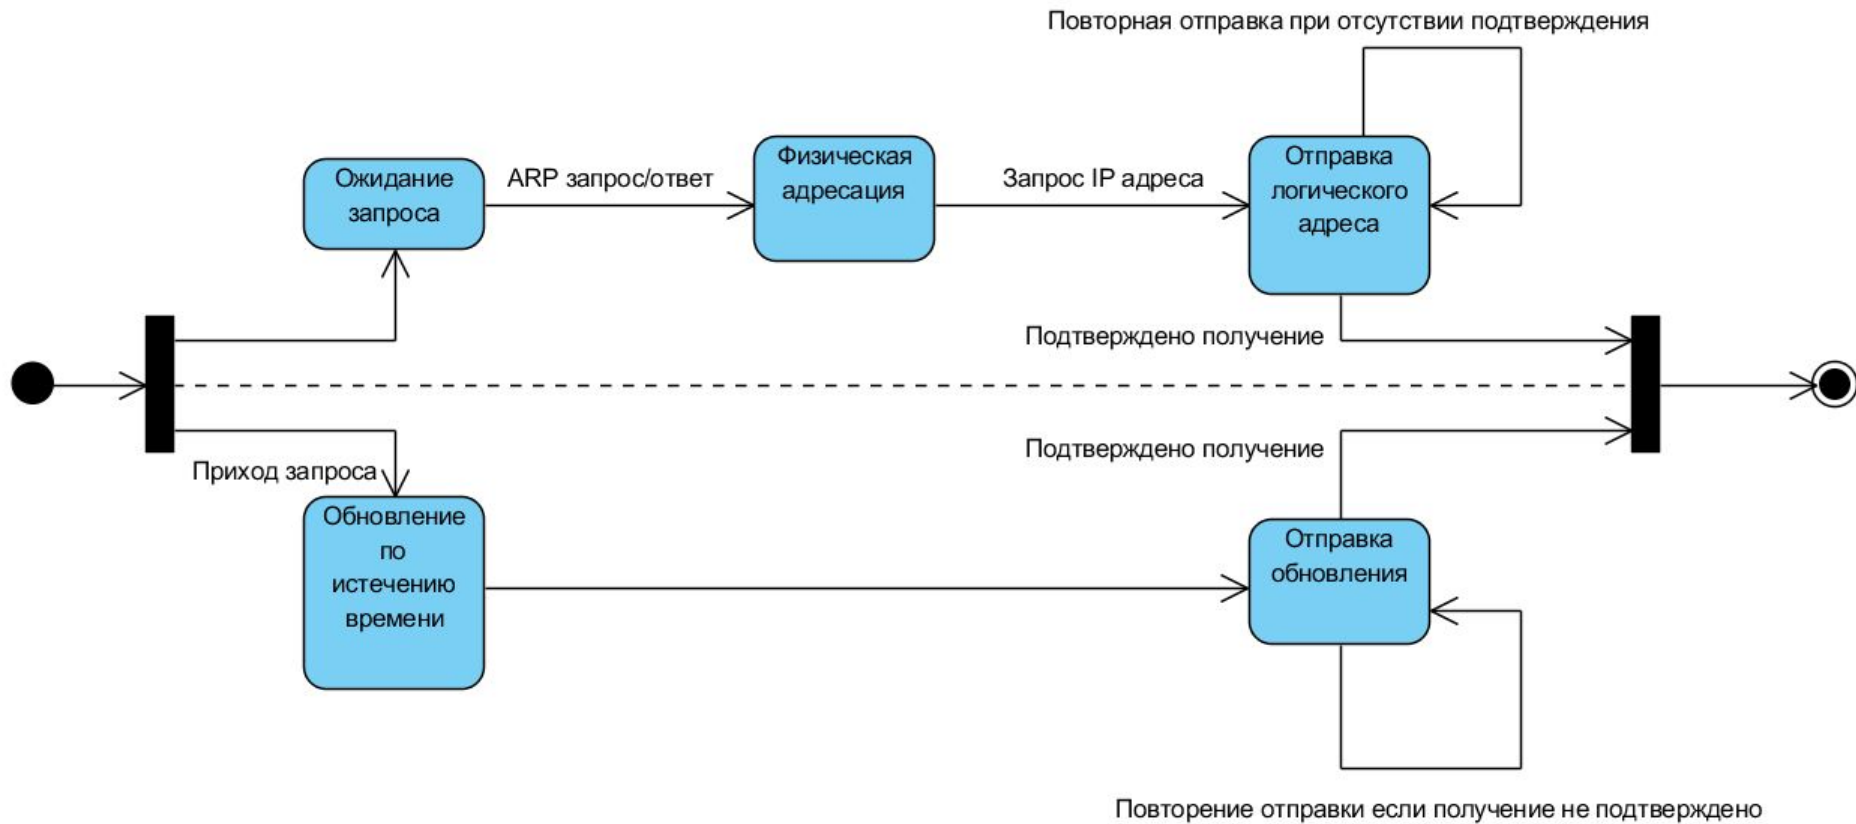 Повторная отправка при отсутствии подтверждения
Ожидание
запроса
ARP запрос/ответ
Физическая
адресация
Запрос IP адреса
Отправка
логического
адреса
Подтверждено получение
Подтверждено получение
Приход запроса
Обновление
по
истечению
времени
Отправка
обновления
Повторение отправки если получение не подтверждено